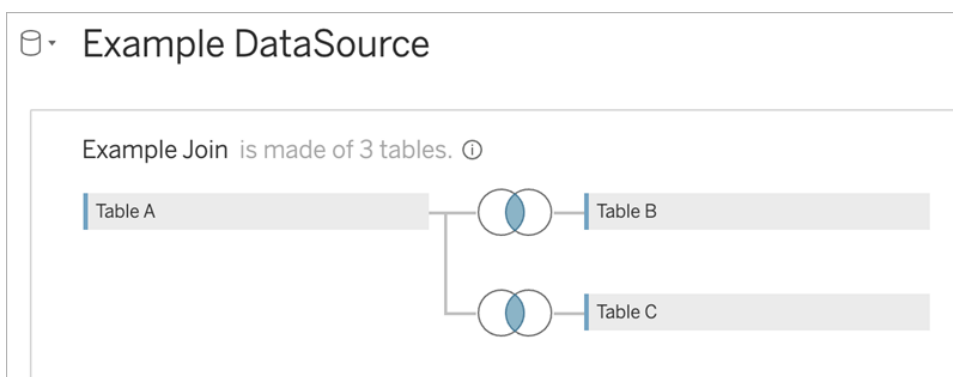 Example DataSource
Example Join is made of 3 tables.
Table A
Table B
Table C